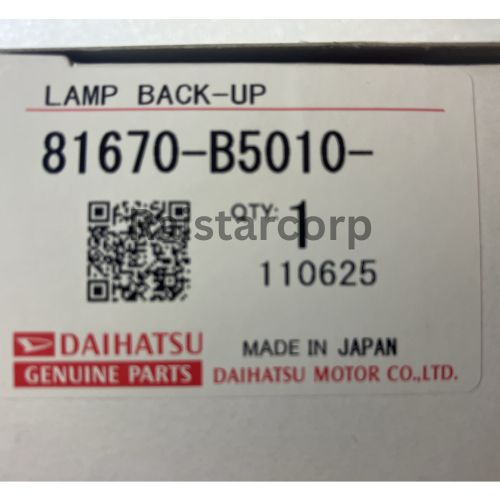 LAMP BACK-UP
81670-B5010-
QTY: 1
110625
DAIHATSU
GENUINE PARTS
MADE IN JAPAN
DAIHATSU MOTOR CO.,LTD.